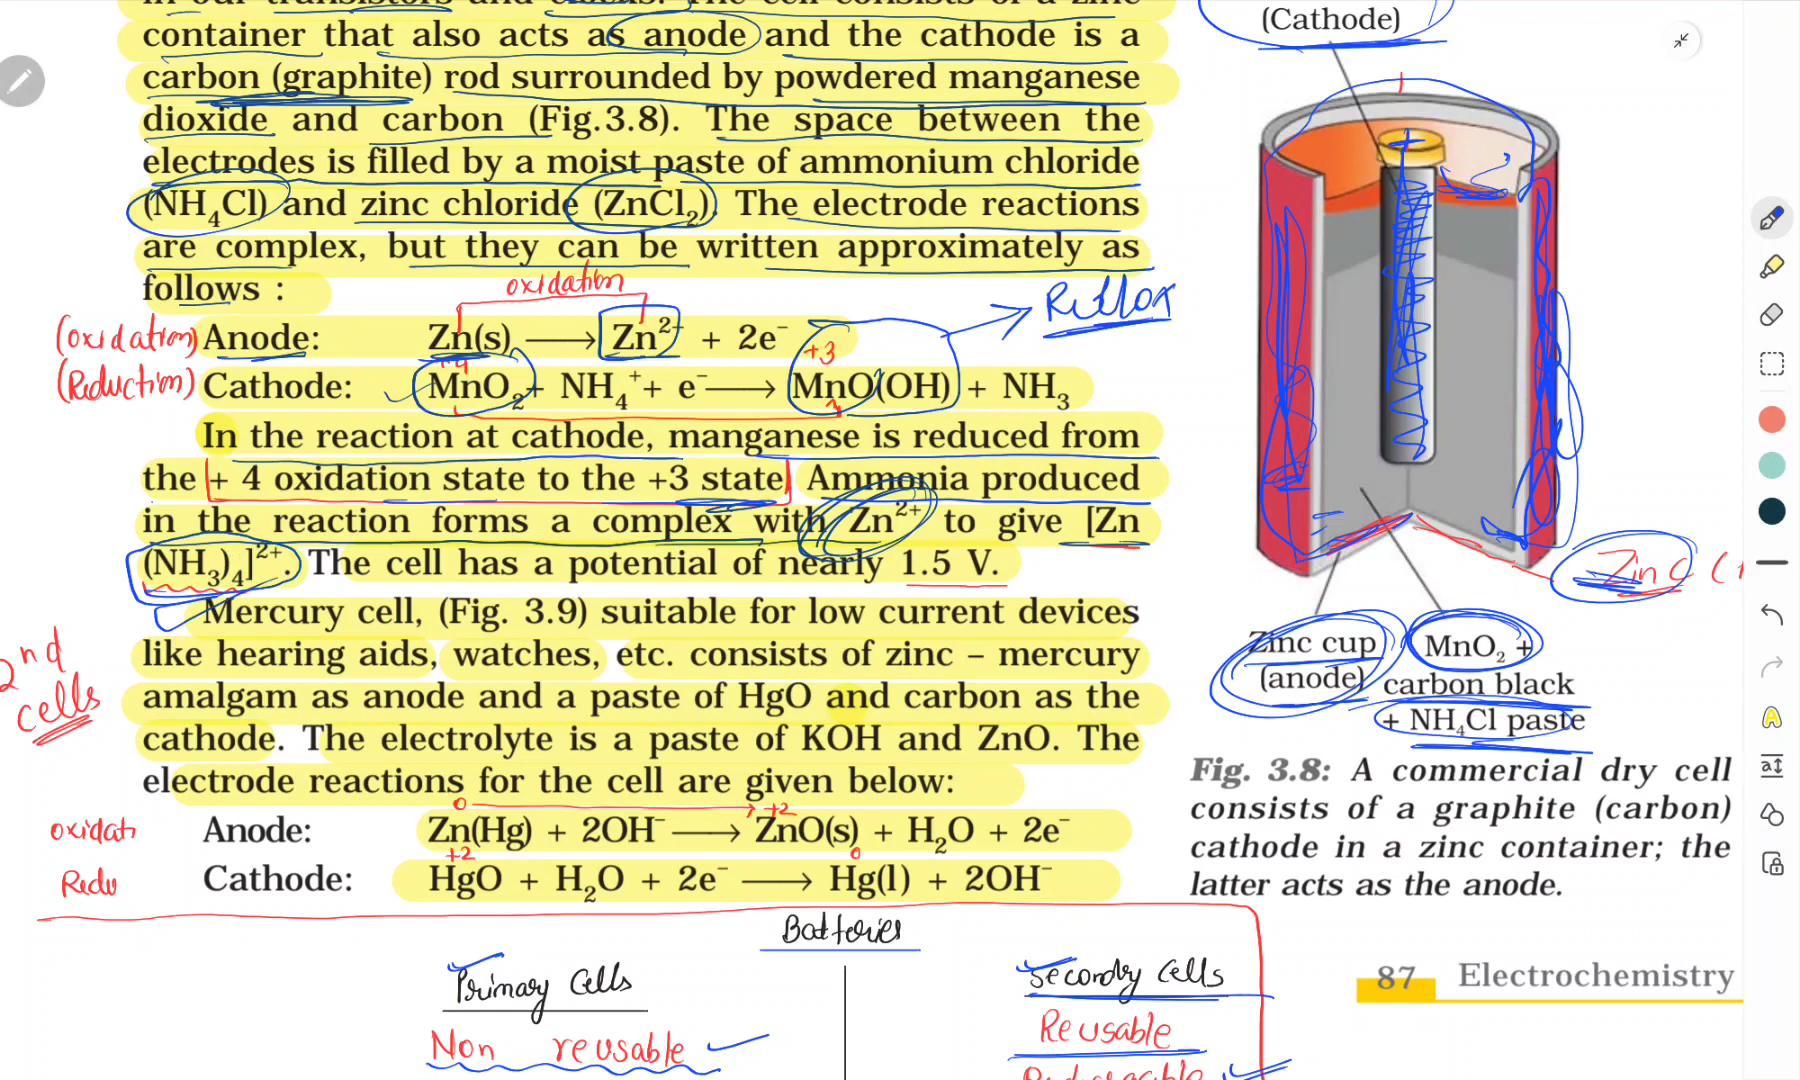 container that also acts as anode and the cathode is a
carbon (graphite) rod surrounded by powdered manganese
dioxide and carbon (Fig.3.8). The space between the
electrodes is filled by a moist paste of ammonium chloride
(NH₄Cl) and zinc chloride (ZnCl₂). The electrode reactions
are complex, but they can be written approximately as
follows :
oxidation
Rillox
(oxidation) Anode: Zn(s) ⟶ Zn²⁺ + 2e⁻
+4 +3
(Reduction) Cathode: MnO₂ + NH₄⁺ + e⁻ ⟶ MnO(OH) + NH₃
In the reaction at cathode, manganese is reduced from
the + 4 oxidation state to the +3 state. Ammonia produced
in the reaction forms a complex with Zn²⁺ to give [Zn
(NH₃)₄]²⁺. The cell has a potential of nearly 1.5 V.
Mercury cell, (Fig. 3.9) suitable for low current devices
like hearing aids, watches, etc. consists of zinc – mercury
amalgam as anode and a paste of HgO and carbon as the
cathode. The electrolyte is a paste of KOH and ZnO. The
electrode reactions for the cell are given below:
2nd
cells
0 +2
oxidati Anode: Zn(Hg) + 2OH⁻ ⟶ ZnO(s) + H₂O + 2e⁻
+2 0
Redu Cathode: HgO + H₂O + 2e⁻ ⟶ Hg(l) + 2OH⁻
(Cathode)
Zinc (
Zinc cup
(anode)
MnO₂ +
carbon black
+ NH₄Cl paste
Fig. 3.8: A commercial dry cell
consists of a graphite (carbon)
cathode in a zinc container; the
latter acts as the anode.
Batteries
Primary Cells
Non reusable
Secondry Cells
Reusable
87 Electrochemistry